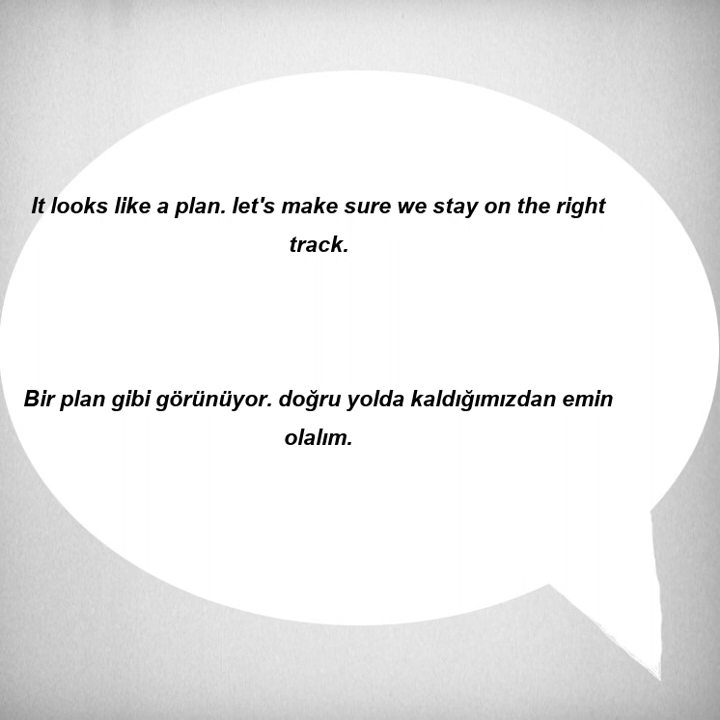 It looks like a plan. let's make sure we stay on the right
track.
Bir plan gibi görünüyor. doğru yolda kaldığımızdan emin
olalım.